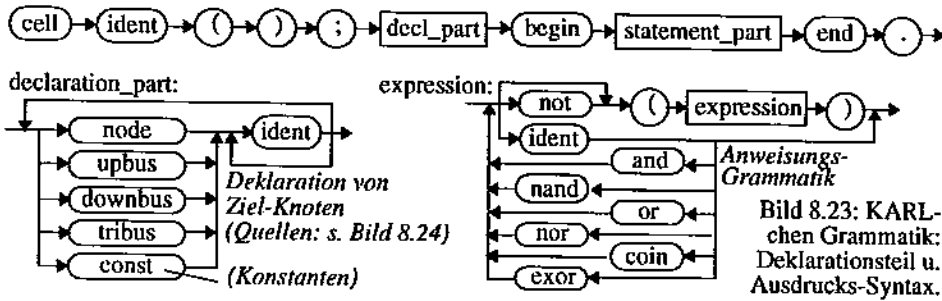 cell ident ( ) ; decl_part begin statement_part end .
declaration_part:
node ident
upbus
downbus
tribus
const
Deklaration von
Ziel-Knoten
(Quellen: s. Bild 8.24)
(Konstanten)
expression:
not ( expression )
ident
and
nand
or
nor
coin
exor
Anweisungs-
Grammatik
Bild 8.23: KARL-
chen Grammatik:
Deklarationsteil u.
Ausdrucks-Syntax.